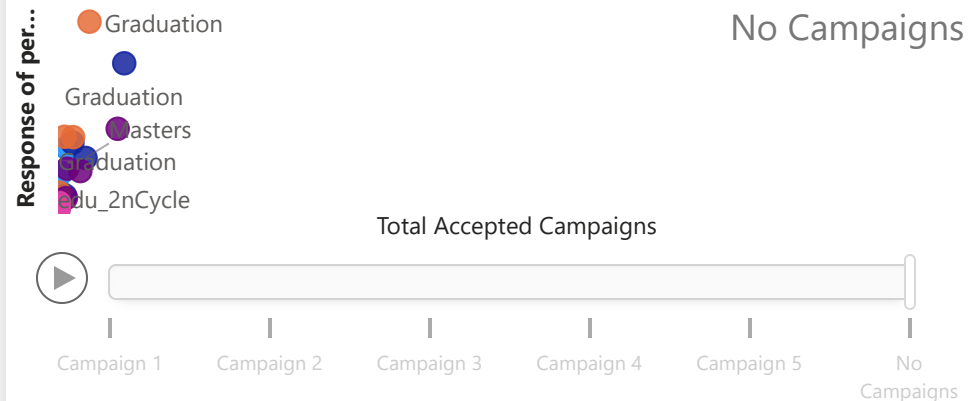 Response of per...
Graduation
No Campaigns
Graduation
Masters
Graduation
edu_2nCycle
Total Accepted Campaigns
Campaign 1
Campaign 2
Campaign 3
Campaign 4
Campaign 5
No
Campaigns